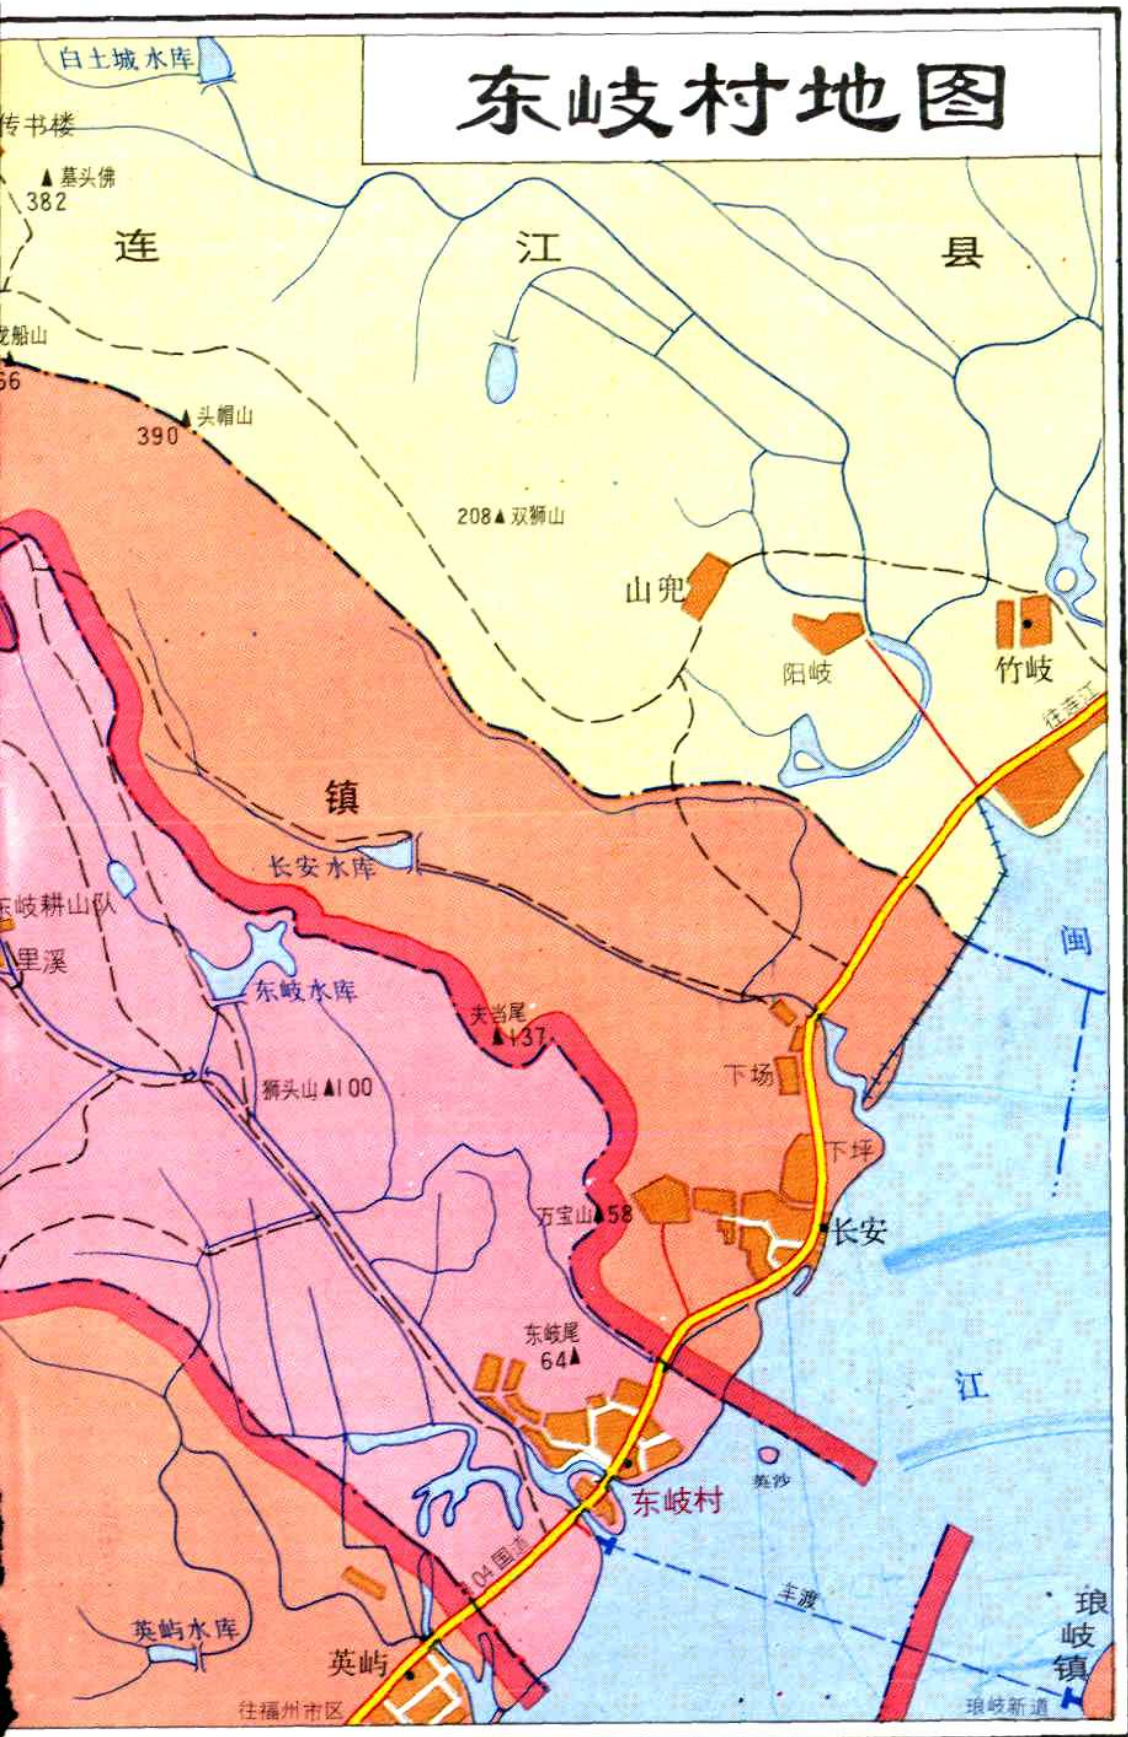 东岐村地图
白土城水库
传书楼
墓头佛
382
连江县
龙船山
66
头帽山
390
208 双狮山
山兜
阳岐
竹岐
往连江
镇
长安水库
东岐耕山队
里溪
东岐水库
夹当尾
137
狮头山 100
闽江
下场
下坪
万宝山 58
长安
东岐尾
64
英沙
东岐村
104国道
车渡
琅岐镇
英屿水库
英屿
往福州市区
琅岐新道